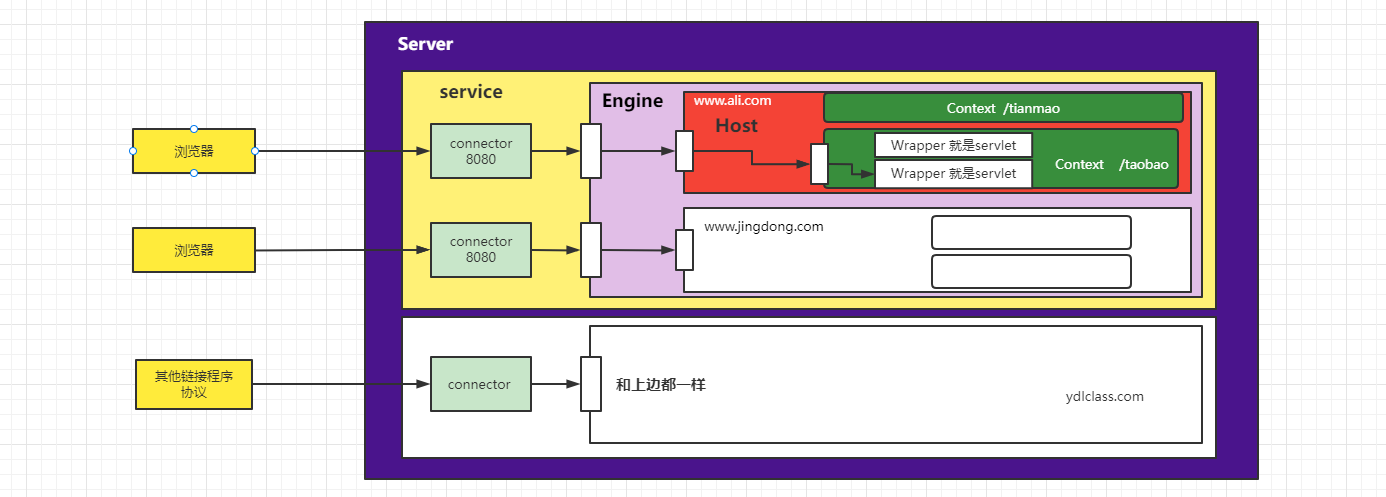 Server
service
Engine
www.ali.com
Host
Context /tianmao
浏览器
connector
8080
Wrapper 就是servlet
Wrapper 就是servlet
Context /taobao
浏览器
connector
8080
www.jingdong.com
其他链接程序
协议
connector
和上边都一样
ydlclass.com